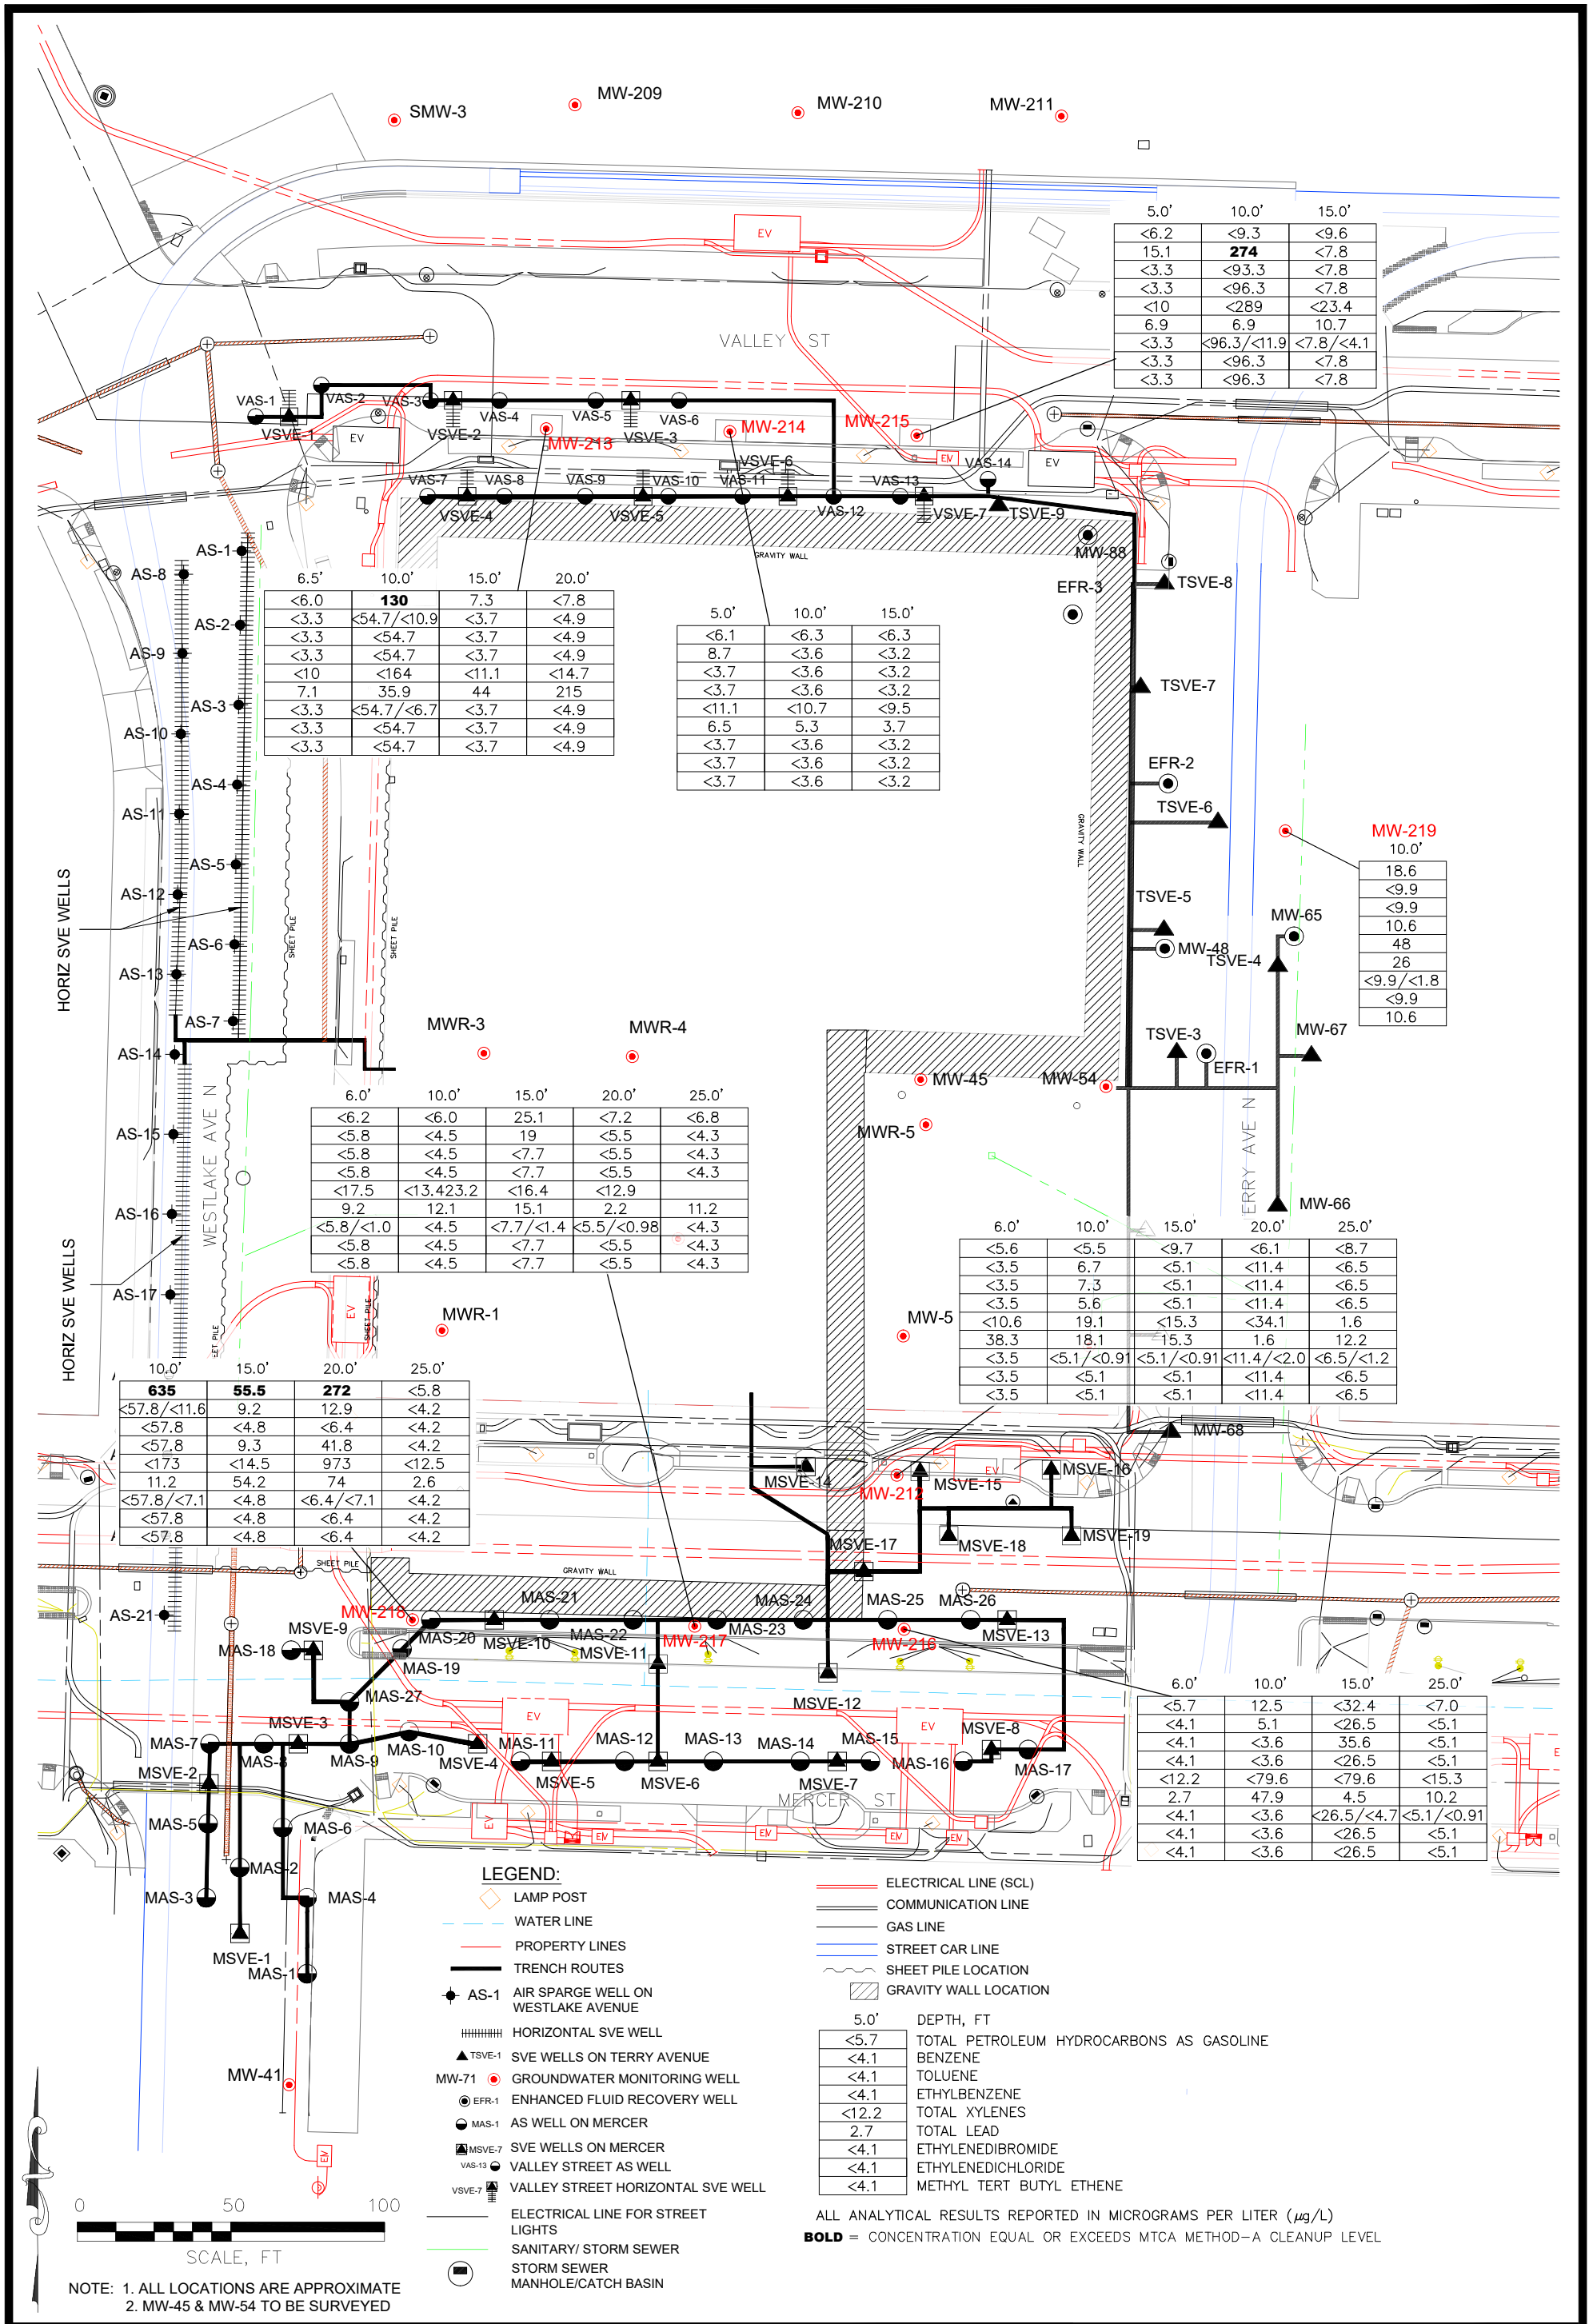 SMW-3
MW-209
MW-210
MW-211
EV
VALLEY ST
5.0' 10.0' 15.0'
<6.2 <9.3 <9.6
15.1 274 <7.8
<3.3 <93.3 <7.8
<3.3 <96.3 <7.8
<10 <289 <23.4
6.9 6.9 10.7
<3.3 <96.3/<11.9 <7.8/<4.1
<3.3 <96.3 <7.8
<3.3 <96.3 <7.8
VAS-1
VSVE-1
VAS-2
VAS-3
VSVE-2
VAS-4
VAS-5
VSVE-3
VAS-6
MW-213
MW-214
MW-215
EV
EV
EV
VAS-7
VSVE-4
VAS-8
VAS-9
VSVE-5
VAS-10
VAS-11
VSVE-6
VAS-12
VAS-13
VSVE-7
VAS-14
TSVE-9
GRAVITY WALL
MW-88
EFR-3
TSVE-8
TSVE-7
EFR-2
TSVE-6
TSVE-5
MW-48
TSVE-4
MW-65
TSVE-3
EFR-1
MW-67
MW-66
MW-68
GRAVITY WALL
AS-1
AS-8
AS-2
AS-9
AS-3
AS-10
AS-4
AS-11
AS-5
AS-12
AS-6
AS-13
AS-7
AS-14
AS-15
AS-16
AS-17
AS-21
HORIZ SVE WELLS
HORIZ SVE WELLS
WESTLAKE AVE N
SHEET PILE
SHEET PILE
6.5' 10.0' 15.0' 20.0'
<6.0 130 7.3 <7.8
<3.3 <54.7/<10.9 <3.7 <4.9
<3.3 <54.7 <3.7 <4.9
<3.3 <54.7 <3.7 <4.9
<10 <164 <11.1 <14.7
7.1 35.9 44 215
<3.3 <54.7/<6.7 <3.7 <4.9
<3.3 <54.7 <3.7 <4.9
<3.3 <54.7 <3.7 <4.9
5.0' 10.0' 15.0'
<6.1 <6.3 <6.3
8.7 <3.6 <3.2
<3.7 <3.6 <3.2
<3.7 <3.6 <3.2
<11.1 <10.7 <9.5
6.5 5.3 3.7
<3.7 <3.6 <3.2
<3.7 <3.6 <3.2
<3.7 <3.6 <3.2
MW-219
10.0'
18.6
<9.9
<9.9
10.6
48
26
<9.9/<1.8
<9.9
10.6
MWR-3
MWR-4
MW-45
MW-54
MWR-5
ERRY AVE N
6.0' 10.0' 15.0' 20.0' 25.0'
<6.2 <6.0 25.1 <7.2 <6.8
<5.8 <4.5 19 <5.5 <4.3
<5.8 <4.5 <7.7 <5.5 <4.3
<5.8 <4.5 <7.7 <5.5 <4.3
<17.5 <13.423.2 <16.4 <12.9
9.2 12.1 15.1 2.2 11.2
<5.8/<1.0 <4.5 <7.7/<1.4 <5.5/<0.98 <4.3
<5.8 <4.5 <7.7 <5.5 <4.3
<5.8 <4.5 <7.7 <5.5 <4.3
6.0' 10.0' 15.0' 20.0' 25.0'
<5.6 <5.5 <9.7 <6.1 <8.7
<3.5 6.7 <5.1 <11.4 <6.5
<3.5 7.3 <5.1 <11.4 <6.5
<3.5 5.6 <5.1 <11.4 <6.5
<10.6 19.1 <15.3 <34.1 1.6
38.3 18.1 15.3 1.6 12.2
<3.5 <5.1/<0.91 <5.1/<0.91 <11.4/<2.0 <6.5/<1.2
<3.5 <5.1 <5.1 <11.4 <6.5
<3.5 <5.1 <5.1 <11.4 <6.5
EV
SHEET PILE
MWR-1
MW-5
10.0' 15.0' 20.0' 25.0'
635 55.5 272 <5.8
<57.8/<11.6 9.2 12.9 <4.2
<57.8 <4.8 <6.4 <4.2
<57.8 9.3 41.8 <4.2
<173 <14.5 973 <12.5
11.2 54.2 74 2.6
<57.8/<7.1 <4.8 <6.4/<7.1 <4.2
<57.8 <4.8 <6.4 <4.2
<57.8 <4.8 <6.4 <4.2
MSVE-14
MW-212
MSVE-15
EV
MSVE-16
MSVE-17
MSVE-18
MSVE-19
SHEET PILE
GRAVITY WALL
MW-218
MAS-20
MSVE-10
MAS-21
MAS-22
MSVE-11
MW-217
MAS-23
MAS-24
MAS-25
MW-216
MAS-26
MSVE-13
MSVE-9
MAS-18
MAS-19
MAS-27
MSVE-12
MAS-7
MSVE-3
MAS-8
MAS-9
MAS-10
MSVE-4
MAS-11
MSVE-5
MAS-12
MSVE-6
MAS-13
MAS-14
MSVE-7
MAS-15
MAS-16
MSVE-8
MAS-17
EV
EV
MSVE-2
MAS-5
MAS-6
MAS-2
MAS-3
MAS-4
MSVE-1
MAS-1
MERCER ST
EV
EV
EV
EV
EV
6.0' 10.0' 15.0' 25.0'
<5.7 12.5 <32.4 <7.0
<4.1 5.1 <26.5 <5.1
<4.1 <3.6 35.6 <5.1
<4.1 <3.6 <26.5 <5.1
<12.2 <79.6 <79.6 <15.3
2.7 47.9 4.5 10.2
<4.1 <3.6 <26.5/<4.7 <5.1/<0.91
<4.1 <3.6 <26.5 <5.1
<4.1 <3.6 <26.5 <5.1
MW-41
EV
LEGEND:
LAMP POST
WATER LINE
PROPERTY LINES
TRENCH ROUTES
AS-1 AIR SPARGE WELL ON
WESTLAKE AVENUE
HORIZONTAL SVE WELL
TSVE-1 SVE WELLS ON TERRY AVENUE
MW-71 GROUNDWATER MONITORING WELL
EFR-1 ENHANCED FLUID RECOVERY WELL
MAS-1 AS WELL ON MERCER
MSVE-7 SVE WELLS ON MERCER
VAS-13 VALLEY STREET AS WELL
VSVE-7 VALLEY STREET HORIZONTAL SVE WELL
ELECTRICAL LINE FOR STREET
LIGHTS
SANITARY/ STORM SEWER
STORM SEWER
MANHOLE/CATCH BASIN
ELECTRICAL LINE (SCL)
COMMUNICATION LINE
GAS LINE
STREET CAR LINE
SHEET PILE LOCATION
GRAVITY WALL LOCATION
5.0' DEPTH, FT
<5.7 TOTAL PETROLEUM HYDROCARBONS AS GASOLINE
<4.1 BENZENE
<4.1 TOLUENE
<4.1 ETHYLBENZENE
<12.2 TOTAL XYLENES
2.7 TOTAL LEAD
<4.1 ETHYLENEDIBROMIDE
<4.1 ETHYLENEDICHLORIDE
<4.1 METHYL TERT BUTYL ETHENE
ALL ANALYTICAL RESULTS REPORTED IN MICROGRAMS PER LITER (µg/L)
BOLD = CONCENTRATION EQUAL OR EXCEEDS MTCA METHOD-A CLEANUP LEVEL
0 50 100
SCALE, FT
NOTE: 1. ALL LOCATIONS ARE APPROXIMATE
2. MW-45 & MW-54 TO BE SURVEYED